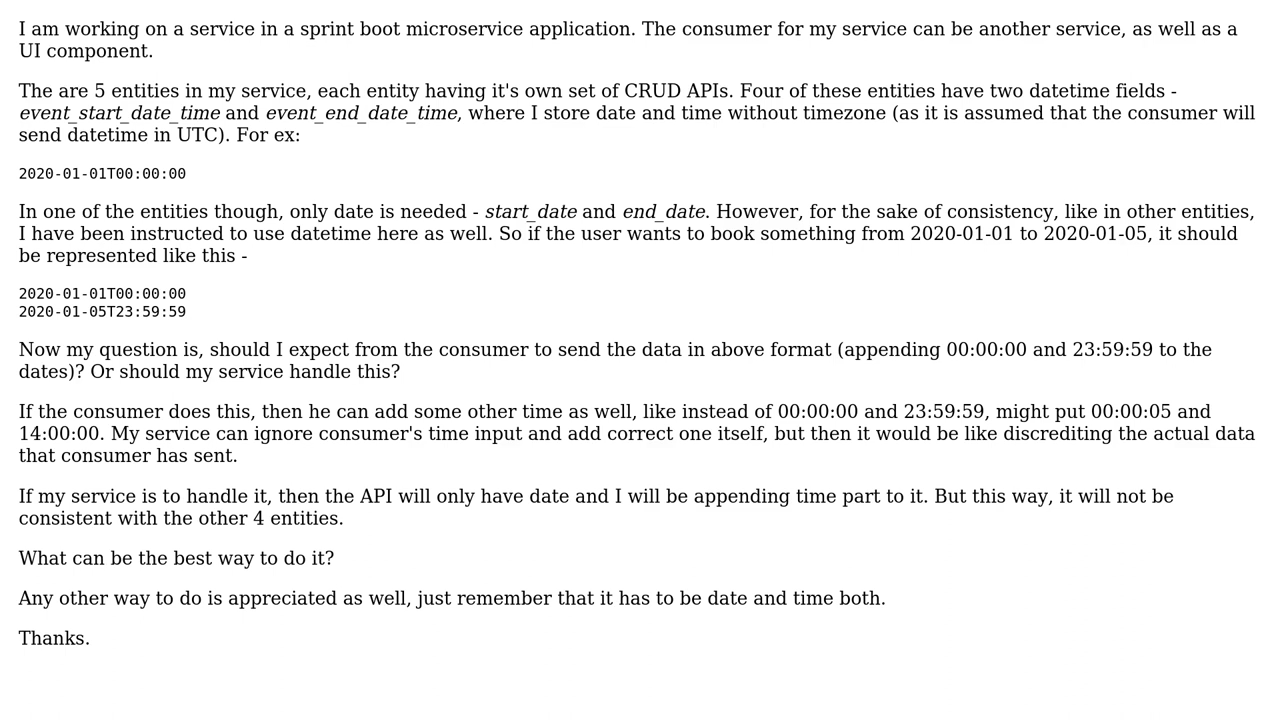 I am working on a service in a sprint boot microservice application. The consumer for my service can be another service, as well as a
UI component.
The are 5 entities in my service, each entity having it's own set of CRUD APIs. Four of these entities have two datetime fields -
event_start_date_time and event_end_date_time, where I store date and time without timezone (as it is assumed that the consumer will
send datetime in UTC). For ex:
2020-01-01T00:00:00
In one of the entities though, only date is needed - start_date and end_date. However, for the sake of consistency, like in other entities,
I have been instructed to use datetime here as well. So if the user wants to book something from 2020-01-01 to 2020-01-05, it should
be represented like this -
2020-01-01T00:00:00
2020-01-05T23:59:59
Now my question is, should I expect from the consumer to send the data in above format (appending 00:00:00 and 23:59:59 to the
dates)? Or should my service handle this?
If the consumer does this, then he can add some other time as well, like instead of 00:00:00 and 23:59:59, might put 00:00:05 and
14:00:00. My service can ignore consumer's time input and add correct one itself, but then it would be like discrediting the actual data
that consumer has sent.
If my service is to handle it, then the API will only have date and I will be appending time part to it. But this way, it will not be
consistent with the other 4 entities.
What can be the best way to do it?
Any other way to do is appreciated as well, just remember that it has to be date and time both.
Thanks.